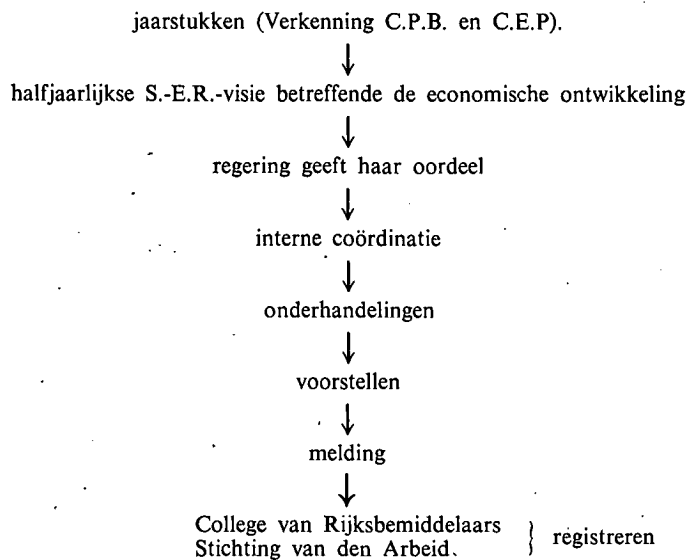 jaarstukken (Verkenning C.P.B. en C.E.P).
↓
halfjaarlijkse S.-E.R.-visie betreffende de economische ontwikkeling
↓
regering geeft haar oordeel
↓
interne coördinatie
↓
onderhandelingen
↓
voorstellen
↓
melding
↓
College van Rijksbemiddelaars
Stichting van den Arbeid. } registreren